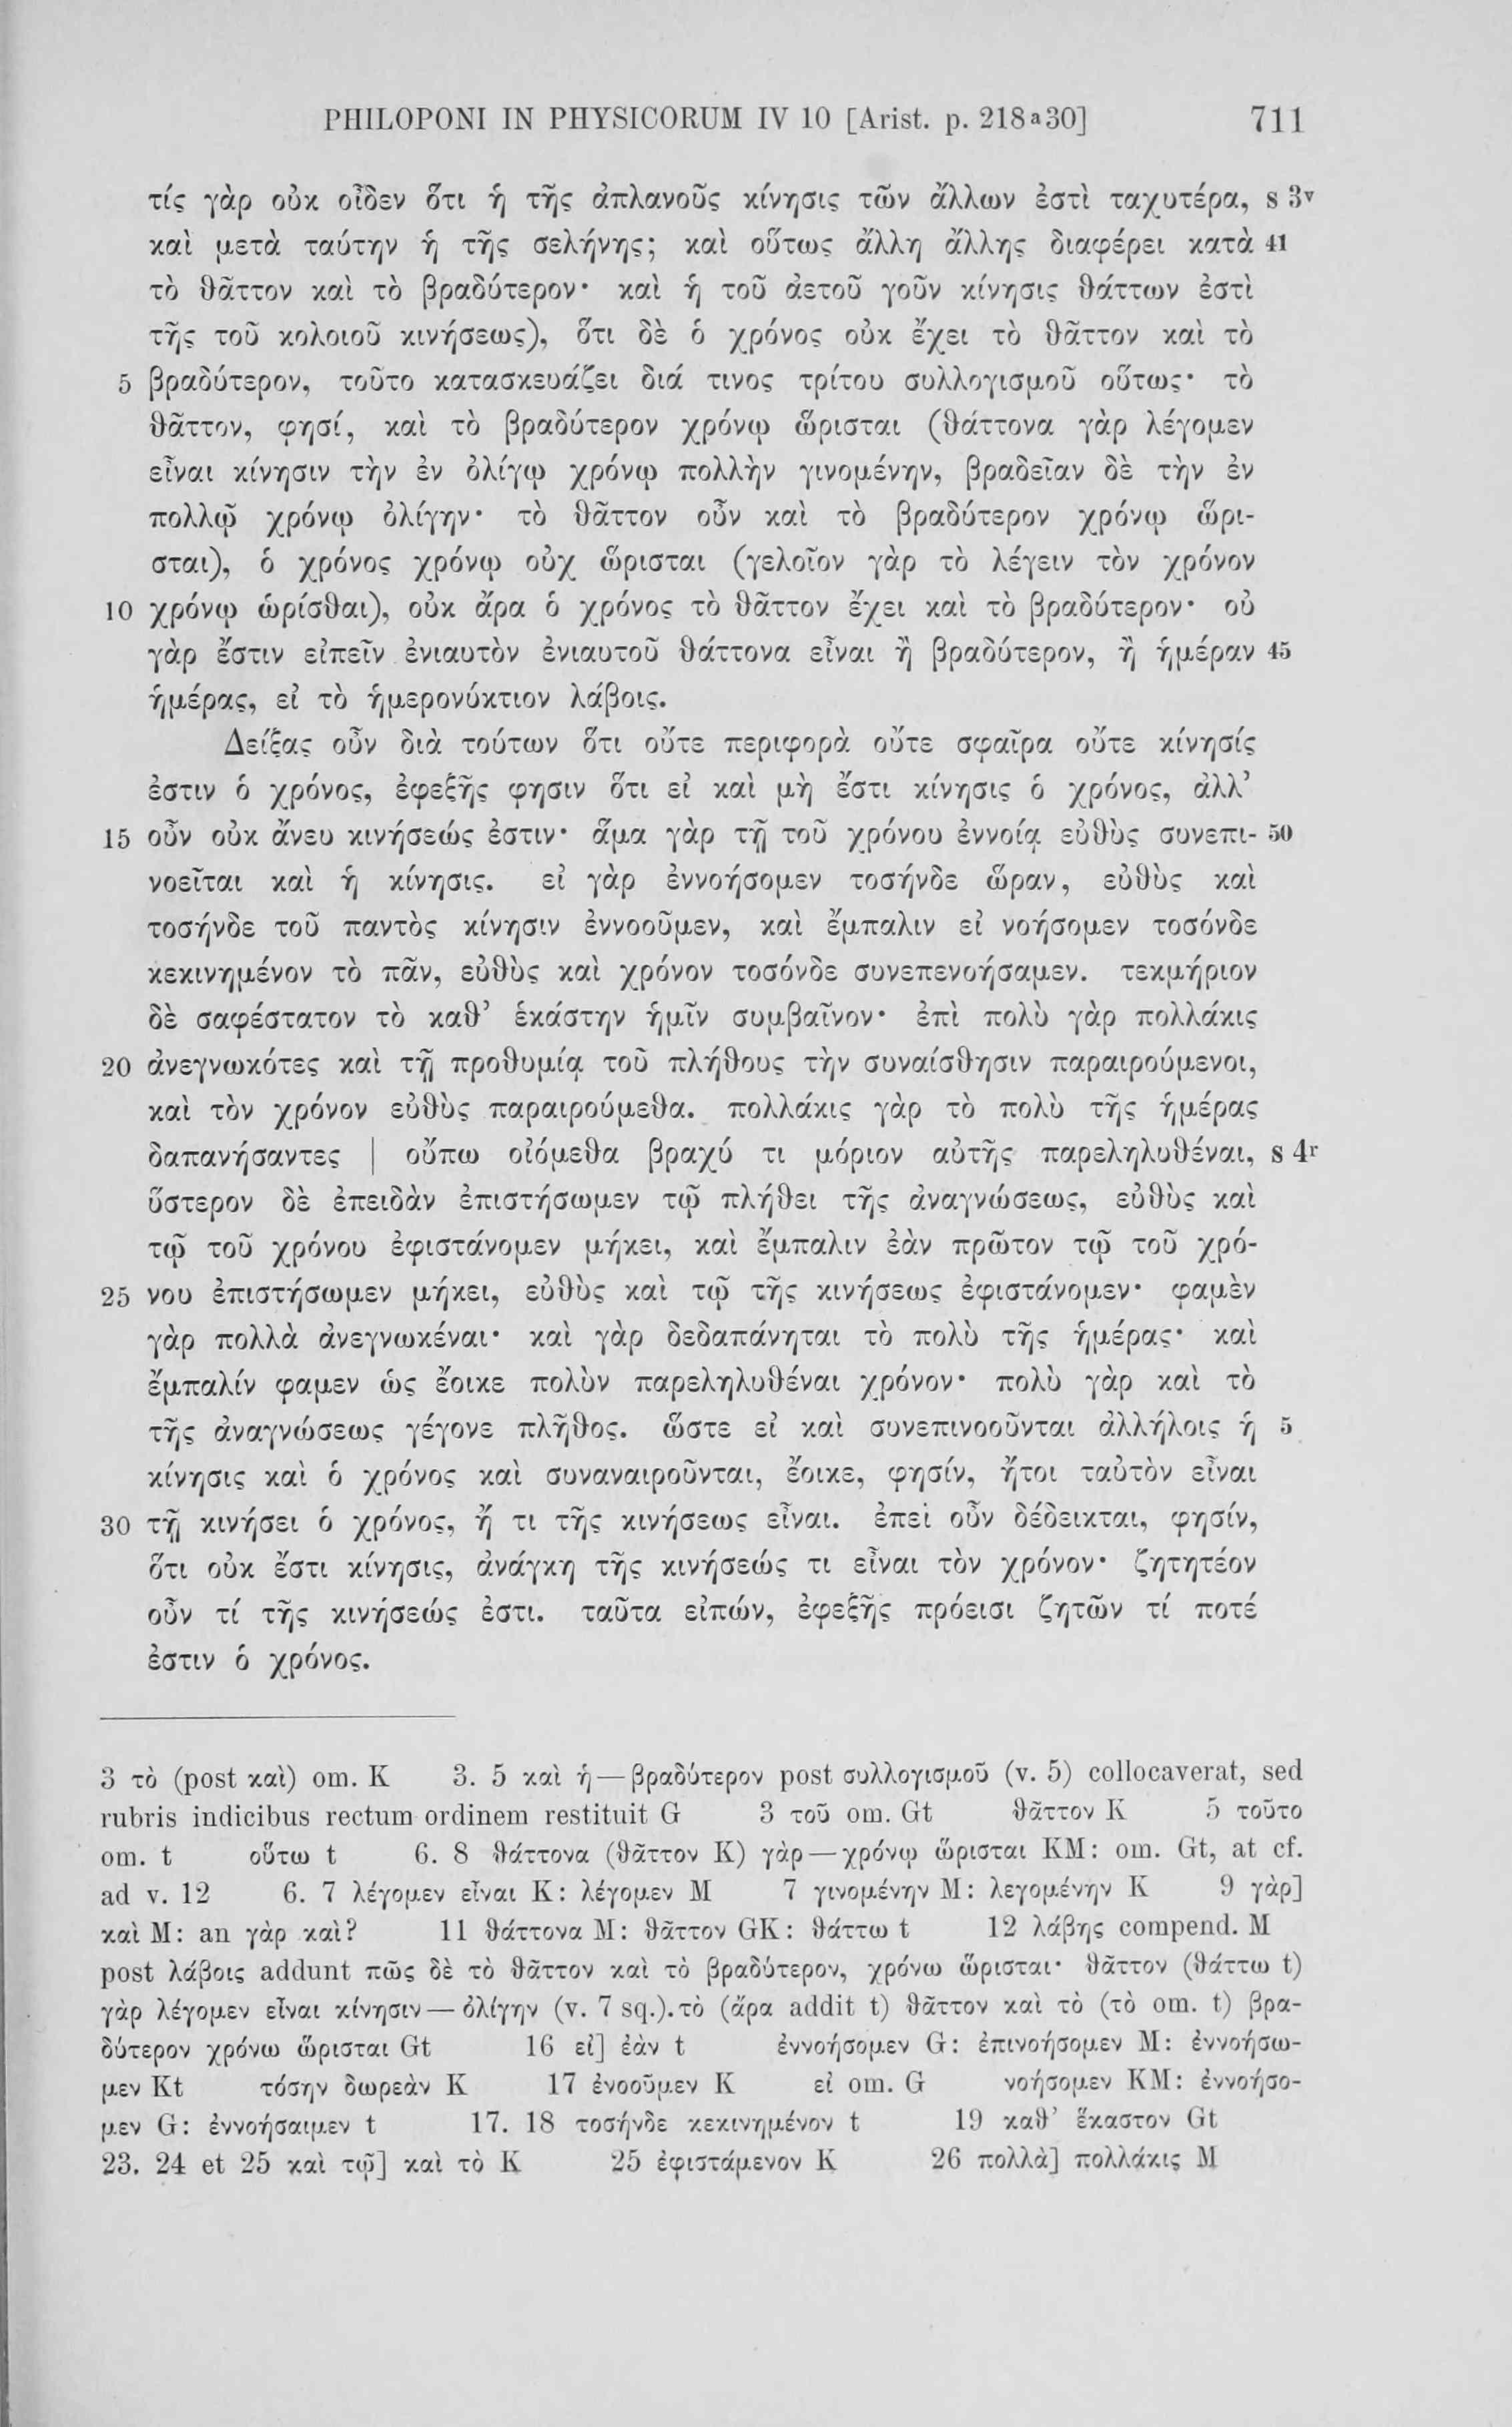 PHILOPONI IN PHYSICORUM IV 10 [Arist. p. 218a30] 711
τίς γὰρ οὐκ οἶδεν ὅτι ἡ τῆς ἀπλανοῦς κίνησις τῶν ἄλλων ἐστὶ ταχυτέρα, s 3v
καὶ μετὰ ταύτην ἡ τῆς σελήνης; καὶ οὕτως ἄλλη ἄλλης διαφέρει κατὰ 41
τὸ θᾶττον καὶ τὸ βραδύτερον· καὶ ἡ τοῦ ἀετοῦ γοῦν κίνησις θάττων ἐστὶ
τῆς τοῦ κολοιοῦ κινήσεως), ὅτι δὲ ὁ χρόνος οὐκ ἔχει τὸ θᾶττον καὶ τὸ
5 βραδύτερον, τοῦτο κατασκευάζει διά τινος τρίτου συλλογισμοῦ οὕτως· τὸ
θᾶττον, φησί, καὶ τὸ βραδύτερον χρόνῳ ὥρισται (θάττονα γὰρ λέγομεν
εἶναι κίνησιν τὴν ἐν ὀλίγῳ χρόνῳ πολλὴν γινομένην, βραδεῖαν δὲ τὴν ἐν
πολλῷ χρόνῳ ὀλίγην· τὸ θᾶττον οὖν καὶ τὸ βραδύτερον χρόνῳ ὥρι-
σται), ὁ χρόνος χρόνῳ οὐχ ὥρισται (γελοῖον γὰρ τὸ λέγειν τὸν χρόνον
10 χρόνῳ ὡρίσθαι), οὐκ ἄρα ὁ χρόνος τὸ θᾶττον ἔχει καὶ τὸ βραδύτερον· οὐ
γὰρ ἔστιν εἰπεῖν ἐνιαυτὸν ἐνιαυτοῦ θάττονα εἶναι ἢ βραδύτερον, ἢ ἡμέραν 45
ἡμέρας, εἰ τὸ ἡμερονύκτιον λάβοις.
Δείξας οὖν διὰ τούτων ὅτι οὔτε περιφορὰ οὔτε σφαῖρα οὔτε κίνησίς
ἐστιν ὁ χρόνος, ἐφεξῆς φησιν ὅτι εἰ καὶ μὴ ἔστι κίνησις ὁ χρόνος, ἀλλ’
15 οὖν οὐκ ἄνευ κινήσεώς ἐστιν· ἅμα γὰρ τῇ τοῦ χρόνου ἐννοίᾳ εὐθὺς συνεπι- 50
νοεῖται καὶ ἡ κίνησις. εἰ γὰρ ἐννοήσομεν τοσήνδε ὥραν, εὐθὺς καὶ
τοσήνδε τοῦ παντὸς κίνησιν ἐννοοῦμεν, καὶ ἔμπαλιν εἰ νοήσομεν τοσόνδε
κεκινημένον τὸ πᾶν, εὐθὺς καὶ χρόνον τοσόνδε συνεπενοήσαμεν. τεκμήριον
δὲ σαφέστατον τὸ καθ’ ἑκάστην ἡμῖν συμβαῖνον· ἐπὶ πολὺ γὰρ πολλάκις
20 ἀνεγνωκότες καὶ τῇ προθυμίᾳ τοῦ πλήθους τὴν συναίσθησιν παραιρούμενοι,
καὶ τὸν χρόνον εὐθὺς παραιρούμεθα. πολλάκις γὰρ τὸ πολὺ τῆς ἡμέρας
δαπανήσαντες | οὔπω οἰόμεθα βραχύ τι μόριον αὐτῆς παρεληλυθέναι, s 4r
ὕστερον δὲ ἐπειδὰν ἐπιστήσωμεν τῷ πλήθει τῆς ἀναγνώσεως, εὐθὺς καὶ
τῷ τοῦ χρόνου ἐφιστάνομεν μήκει, καὶ ἔμπαλιν ἐὰν πρῶτον τῷ τοῦ χρό-
25 νου ἐπιστήσωμεν μήκει, εὐθὺς καὶ τῷ τῆς κινήσεως ἐφιστάνομεν· φαμὲν
γὰρ πολλὰ ἀνεγνωκέναι· καὶ γὰρ δεδαπάνηται τὸ πολὺ τῆς ἡμέρας· καὶ
ἔμπαλίν φαμεν ὡς ἔοικε πολὺν παρεληλυθέναι χρόνον· πολὺ γὰρ καὶ τὸ
τῆς ἀναγνώσεως γέγονε πλῆθος. ὥστε εἰ καὶ συνεπινοοῦνται ἀλλήλοις ἡ 5
κίνησις καὶ ὁ χρόνος καὶ συναναιροῦνται, ἔοικε, φησίν, ἤτοι ταὐτὸν εἶναι
30 τῇ κινήσει ὁ χρόνος, ἤ τι τῆς κινήσεως εἶναι. ἐπεὶ οὖν δέδεικται, φησίν,
ὅτι οὐκ ἔστι κίνησις, ἀνάγκη τῆς κινήσεώς τι εἶναι τὸν χρόνον· ζητητέον
οὖν τί τῆς κινήσεώς ἐστι. ταῦτα εἰπών, ἐφεξῆς πρόεισι ζητῶν τί ποτέ
ἐστιν ὁ χρόνος.
3 τὸ (post καὶ) om. K 3. 5 καὶ ἡ — βραδύτερον post συλλογισμοῦ (v. 5) collocaverat, sed
rubris indicibus rectum ordinem restituit G 3 τοῦ om. Gt θᾶττον K 5 τοῦτο
om. t οὕτω t 6. 8 θάττονα (θᾶττον K) γὰρ — χρόνῳ ὥρισται KM: om. Gt, at cf.
ad v. 12 6. 7 λέγομεν εἶναι K: λέγομεν M 7 γινομένην M: λεγομένην K 9 γὰρ]
καὶ M: an γὰρ καὶ? 11 θάττονα M: θᾶττον GK: θάττω t 12 λάβῃς compend. M
post λάβοις addunt πῶς δὲ τὸ θᾶττον καὶ τὸ βραδύτερον, χρόνω ὥρισται· θᾶττον (θάττω t)
γὰρ λέγομεν εἶναι κίνησιν — ὀλίγην (v. 7 sq.). τὸ (ἄρα addit t) θᾶττον καὶ τὸ (τὸ om. t) βρα-
δύτερον χρόνω ὥρισται Gt 16 εἰ] ἐὰν t ἐννοήσομεν G: ἐπινοήσομεν M: ἐννοήσω-
μεν Kt τόσην δωρεὰν K 17 ἐνοοῦμεν K εἰ om. G νοήσομεν KM: ἐννοήσο-
μεν G: ἐννοήσαιμεν t 17. 18 τοσήνδε κεκινημένον t 19 καθ’ ἕκαστον Gt
23. 24 et 25 καὶ τῷ] καὶ τὸ K 25 ἐφιστάμενον K 26 πολλὰ] πολλάκις M